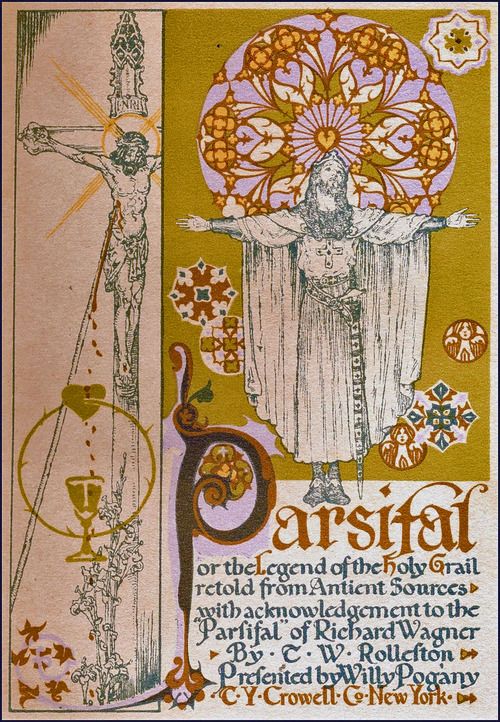 INRI
Parsifal
or the Legend of the Holy Grail
retold from Antient Sources
with acknowledgement to the
"Parsifal" of Richard Wagner
By · T. W. Rolleston
Presented by Willy Pogány
· T · Y · Crowell · Co · New York ·